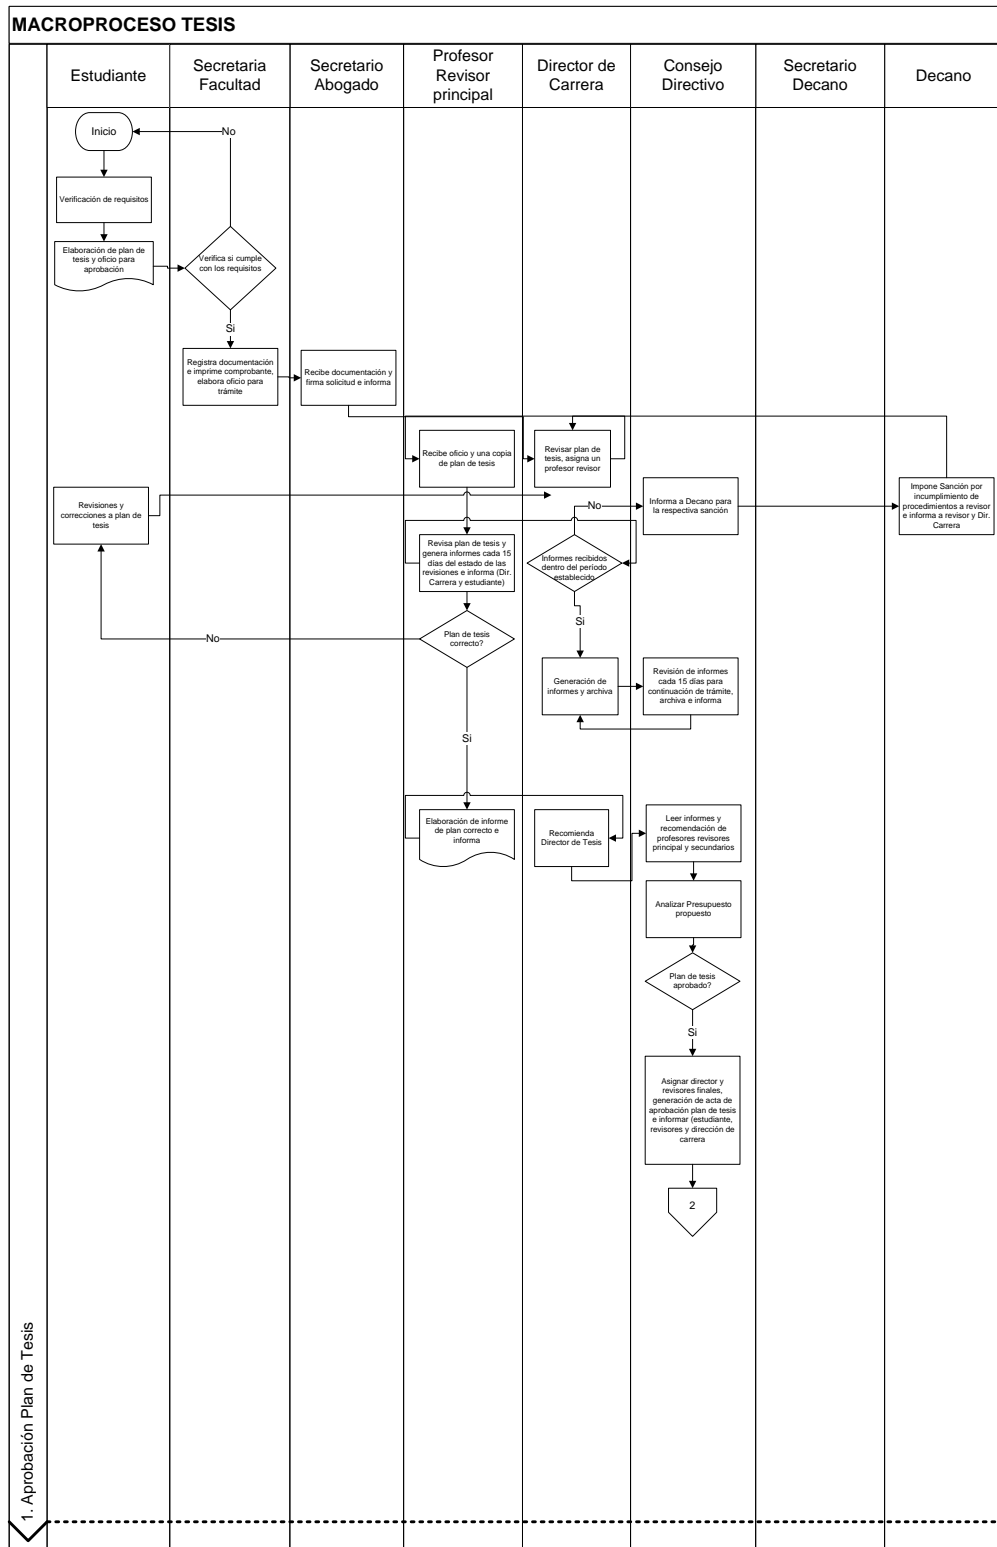 MACROPROCESO TESIS
Estudiante
Secretaria
Facultad
Secretario
Abogado
Profesor
Revisor
principal
Director de
Carrera
Consejo
Directivo
Secretario
Decano
Decano
Inicio
No
Verificación de requisitos
Elaboración de plan de
tesis y oficio para
aprobación
Verifica si cumple
con los requisitos
Si
Registra documentación
e imprime comprobante,
elabora oficio para
trámite
Recibe documentación y
firma solicitud e informa
Recibe oficio y una copia
de plan de tesis
Revisar plan de
tesis, asigna un
profesor revisor
Revisiones y
correcciones a plan de
tesis
No
Informa a Decano para
la respectiva sanción
Impone Sanción por
incumplimiento de
procedimientos a revisor
e informa a revisor y Dir.
Carrera
Revisa plan de tesis y
genera informes cada 15
días del estado de las
revisiones e informa (Dir.
Carrera y estudiante)
Informes recibidos
dentro del período
establecido
Si
No
Plan de tesis
correcto?
Generación de
informes y archiva
Revisión de informes
cada 15 días para
continuación de trámite,
archiva e informa
Si
Elaboración de informe
de plan correcto e
informa
Recomienda
Director de Tesis
Leer informes y
recomendación de
profesores revisores
principal y secundarios
Analizar Presupuesto
propuesto
Plan de tesis
aprobado?
Si
Asignar director y
revisores finales,
generación de acta de
aprobación plan de tesis
e informar (estudiante,
revisores y dirección de
carrera
2
1. Aprobación Plan de Tesis